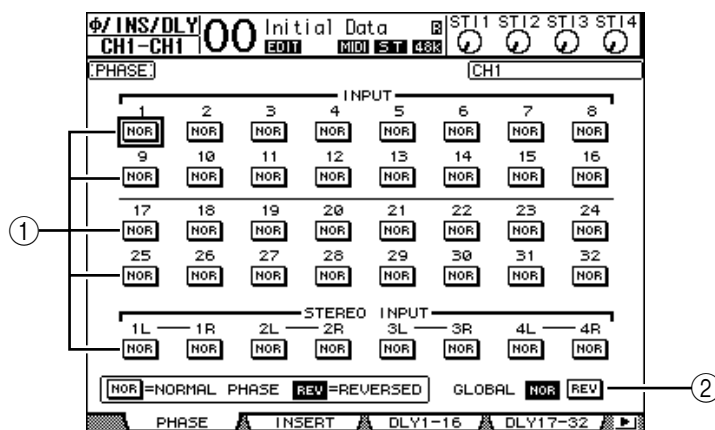 Φ/INS/DLY 00 Initial Data B STI1 STI2 STI3 STI4
CH1-CH1 EDIT MIDI ST 48K
PHASE CH1
INPUT
1 2 3 4 5 6 7 8
NOR NOR NOR NOR NOR NOR NOR NOR
9 10 11 12 13 14 15 16
NOR NOR NOR NOR NOR NOR NOR NOR
17 18 19 20 21 22 23 24
① NOR NOR NOR NOR NOR NOR NOR NOR
25 26 27 28 29 30 31 32
NOR NOR NOR NOR NOR NOR NOR NOR
STEREO INPUT
1L 1R 2L 2R 3L 3R 4L 4R
NOR NOR NOR NOR NOR NOR NOR NOR
NOR=NORMAL PHASE REV=REVERSED GLOBAL NOR REV ②
PHASE INSERT DLY1-16 DLY17-32